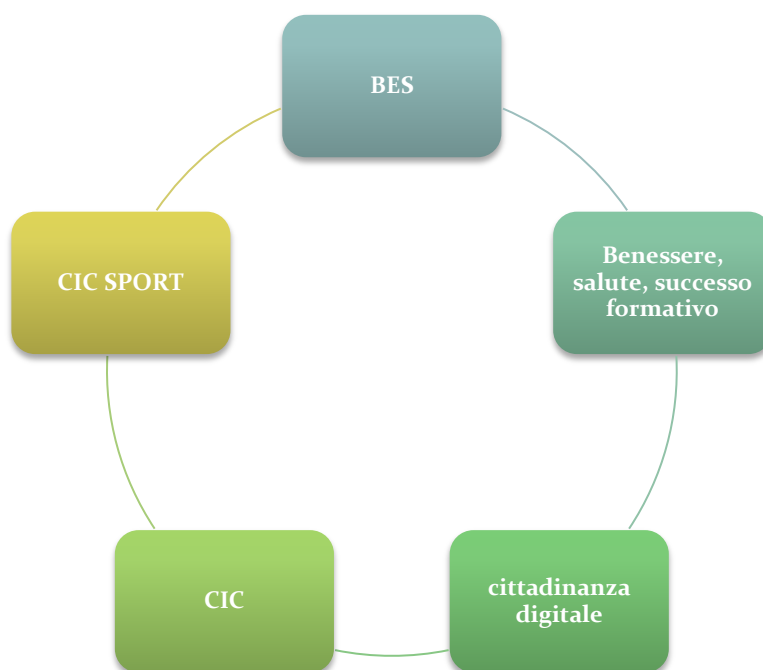 BES
Benessere,
salute, successo
formativo
cittadinanza
digitale
CIC
CIC SPORT